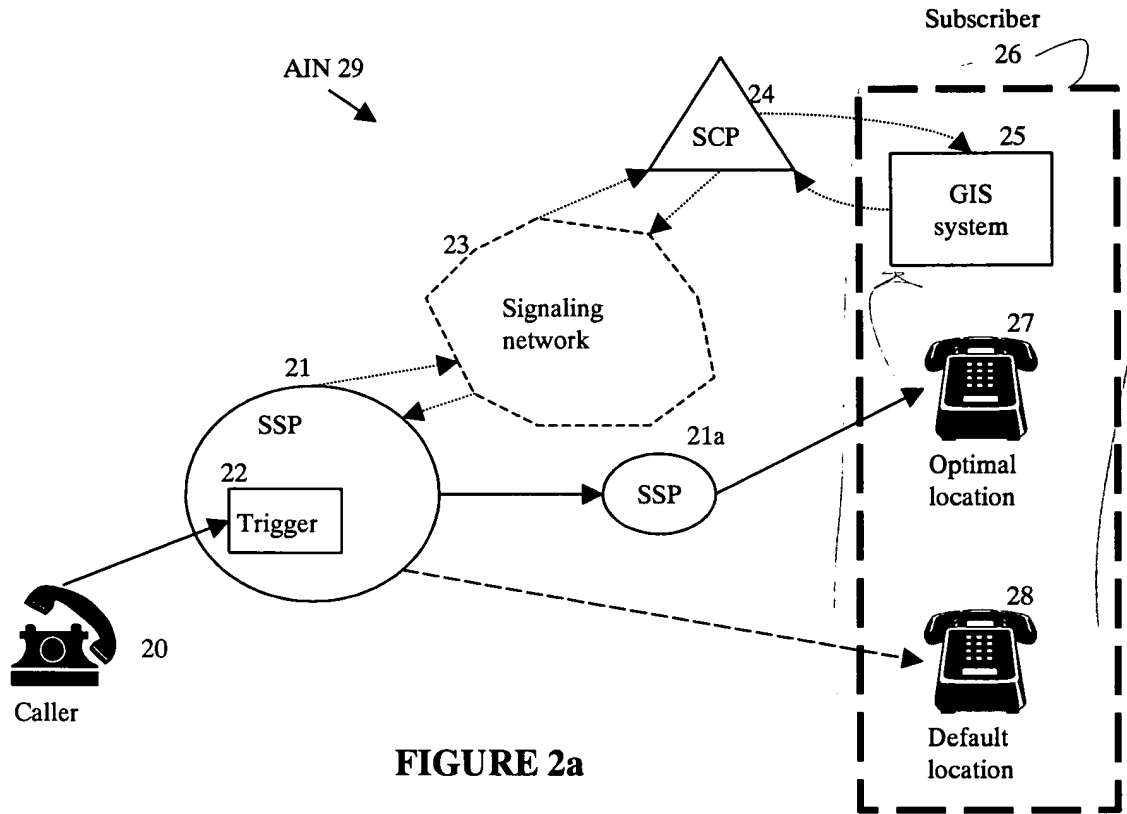 Subscriber
26
AIN 29
24
SCP
25
GIS
system
23
Signaling
network
21
SSP
22
Trigger
21a
SSP
27
Optimal
location
20
Caller
28
Default
location
FIGURE 2a